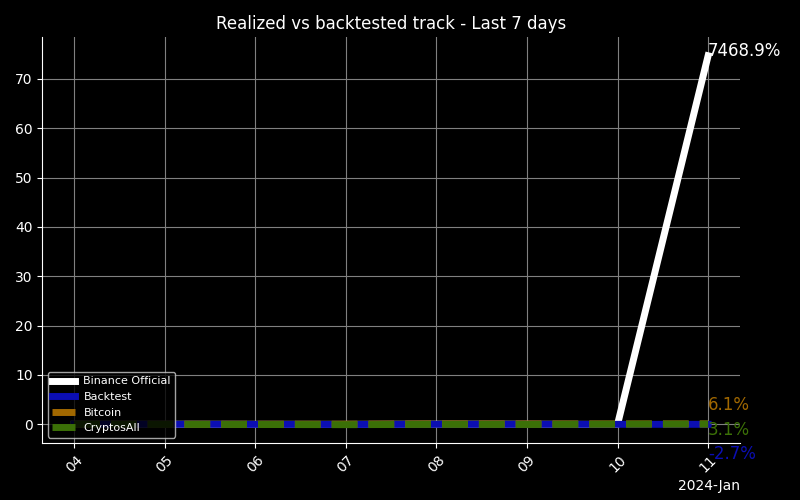 Realized vs backtested track - Last 7 days
7468.9%
70
60
50
40
30
20
10
0
Binance Official
Backtest
Bitcoin
CryptosAll
6.1%
3.1%
-2.7%
04 05 06 07 08 09 10 11
2024-Jan